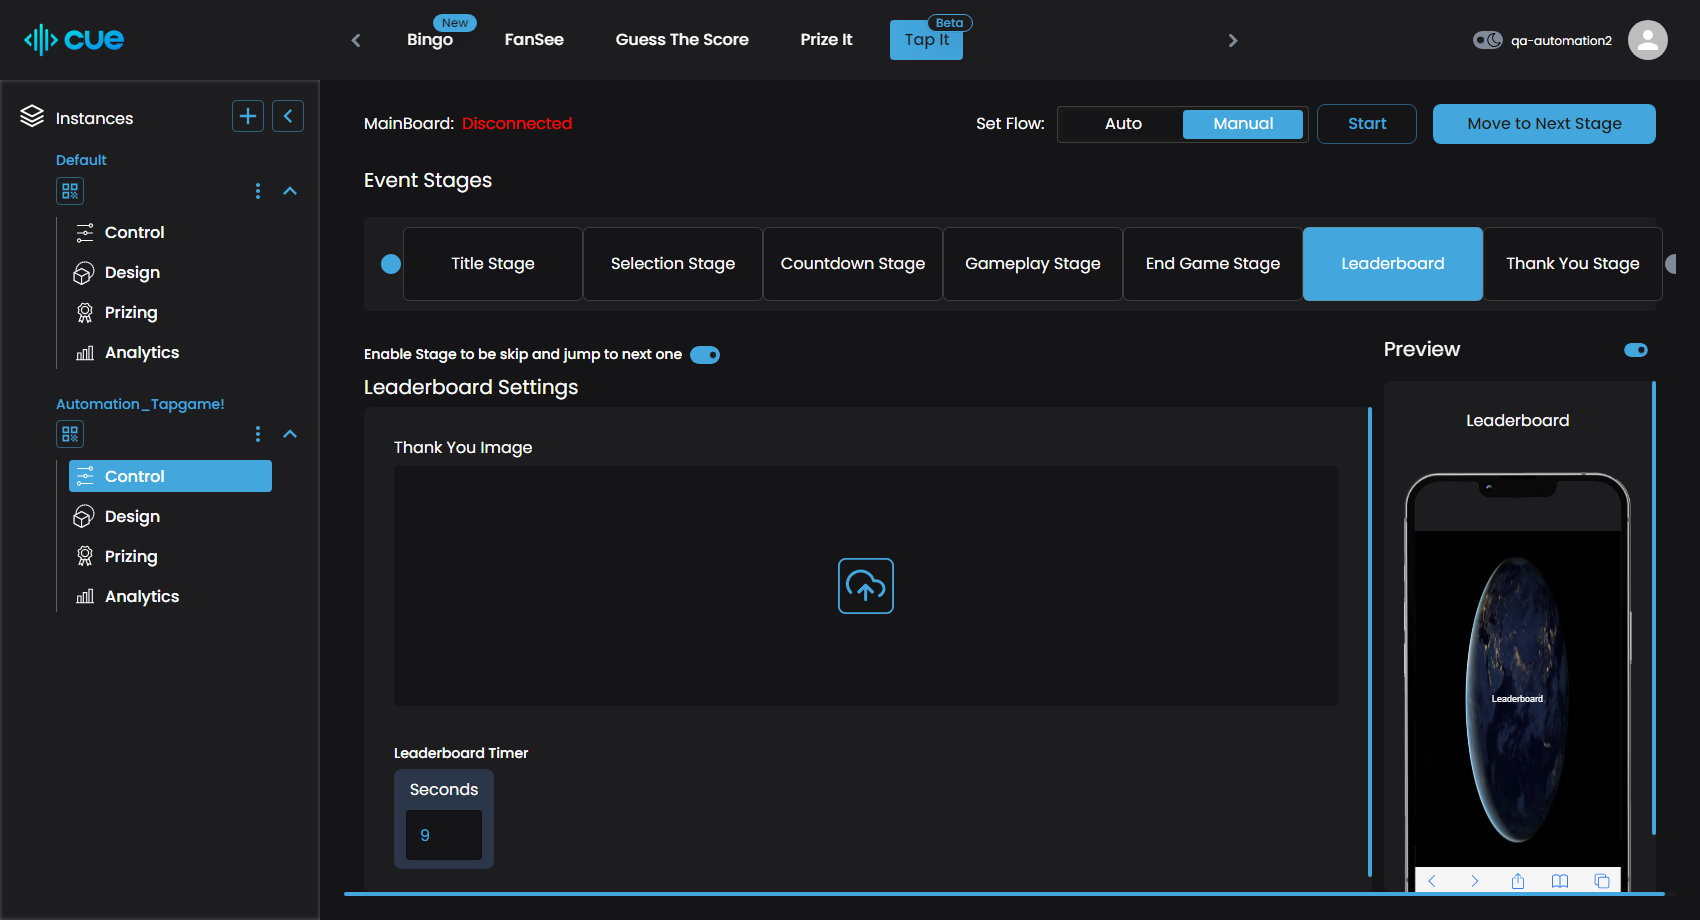 cue
Bingo
New
FanSee
Guess The Score
Prize It
Tap It
Beta
qa-automation2
Instances
Default
Control
Design
Prizing
Analytics
Automation_Tapgame!
Control
Design
Prizing
Analytics
MainBoard: Disconnected
Set Flow:
Auto
Manual
Start
Move to Next Stage
Event Stages
Title Stage
Selection Stage
Countdown Stage
Gameplay Stage
End Game Stage
Leaderboard
Thank You Stage
Enable Stage to be skip and jump to next one
Leaderboard Settings
Thank You Image
Leaderboard Timer
Seconds
9
Preview
Leaderboard
Leaderboard